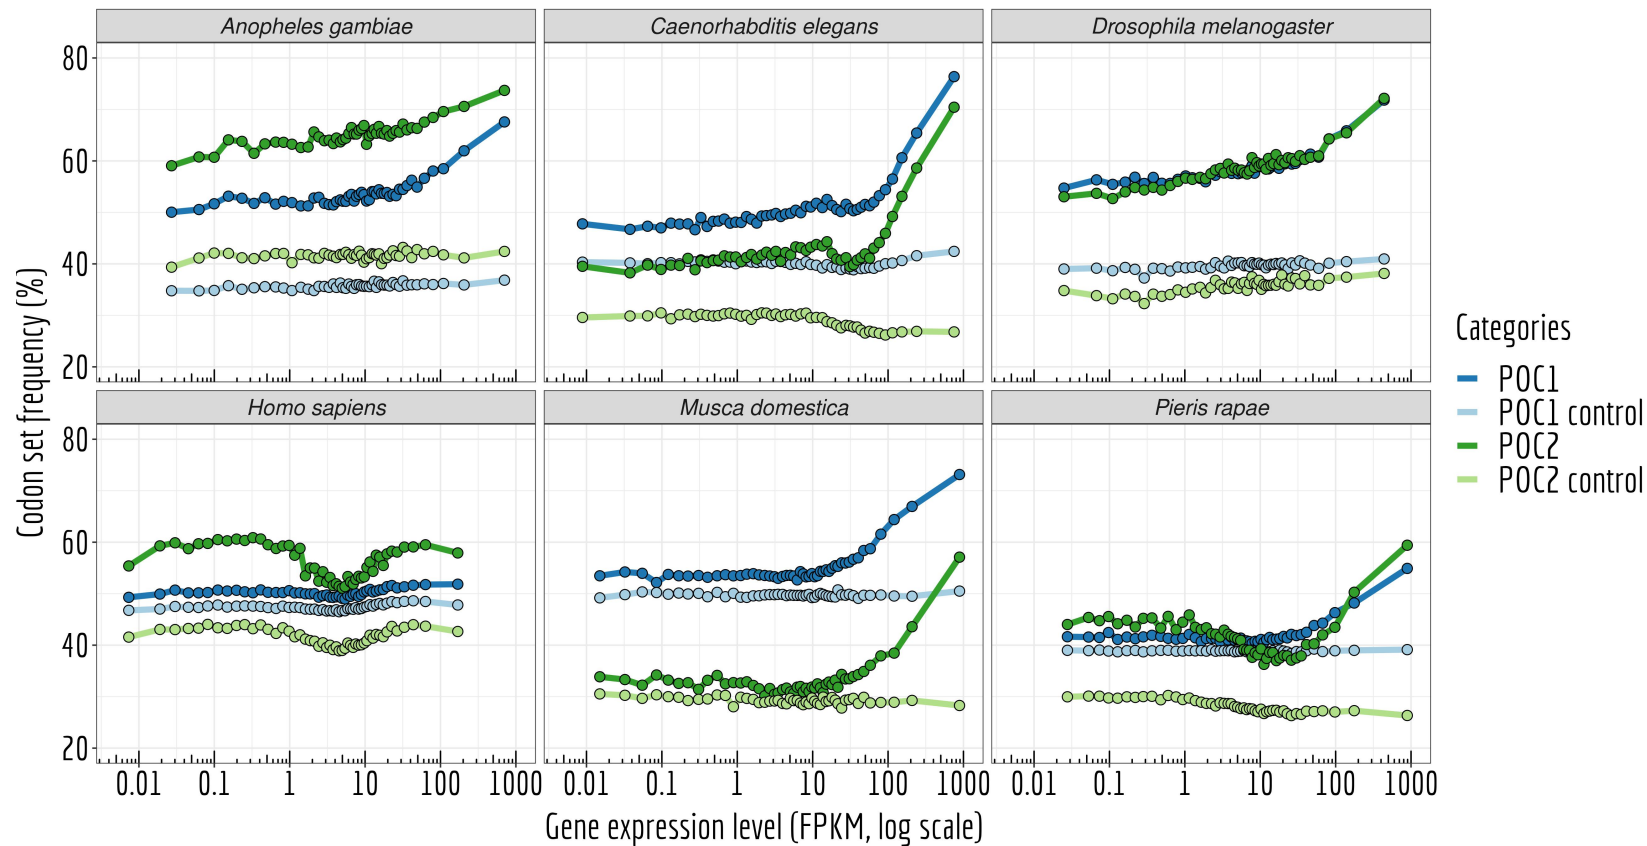 Anopheles gambiae
Caenorhabditis elegans
Drosophila melanogaster
80
60
40
20
Homo sapiens
Musca domestica
Pieris rapae
80
60
40
20
0.01 0.1 1 10 100 1000
0.01 0.1 1 10 100 1000
0.01 0.1 1 10 100 1000
Codon set frequency (%)
Gene expression level (FPKM, log scale)
Categories
POC1
POC1 control
POC2
POC2 control